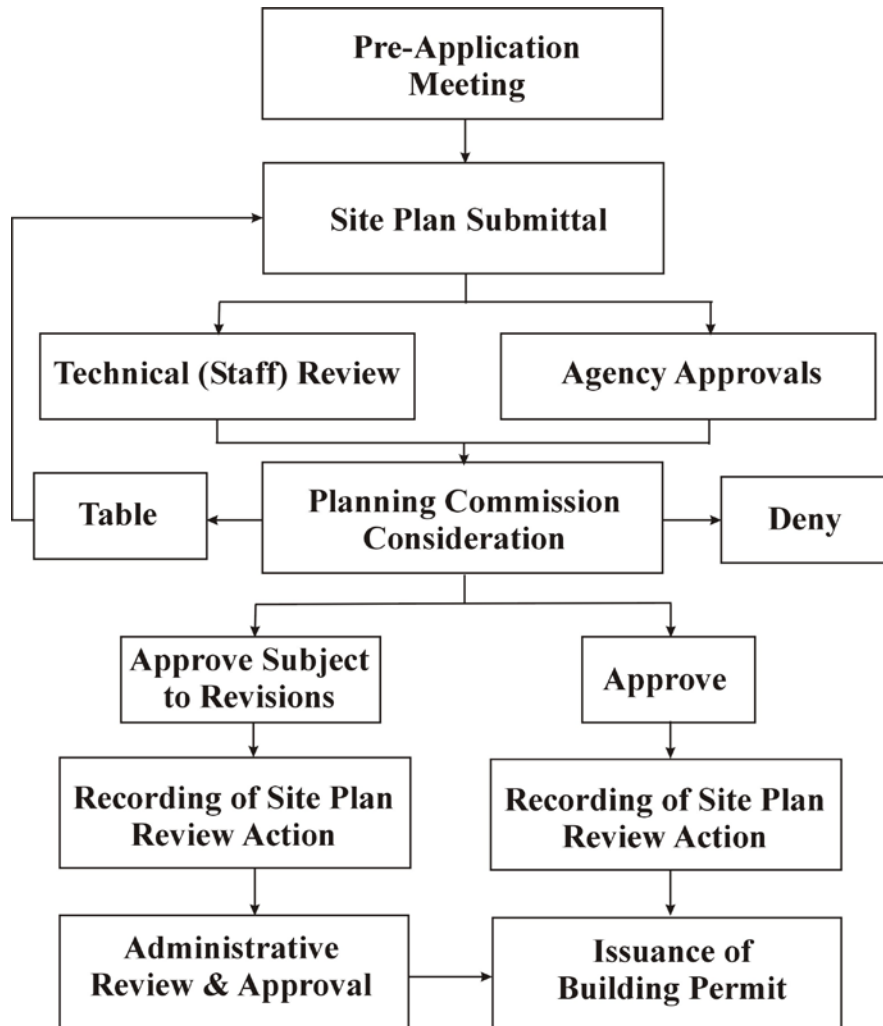 Pre-Application
Meeting
Site Plan Submittal
Technical (Staff) Review
Agency Approvals
Table
Planning Commission
Consideration
Deny
Approve Subject
to Revisions
Approve
Recording of Site Plan
Review Action
Recording of Site Plan
Review Action
Administrative
Review & Approval
Issuance of
Building Permit